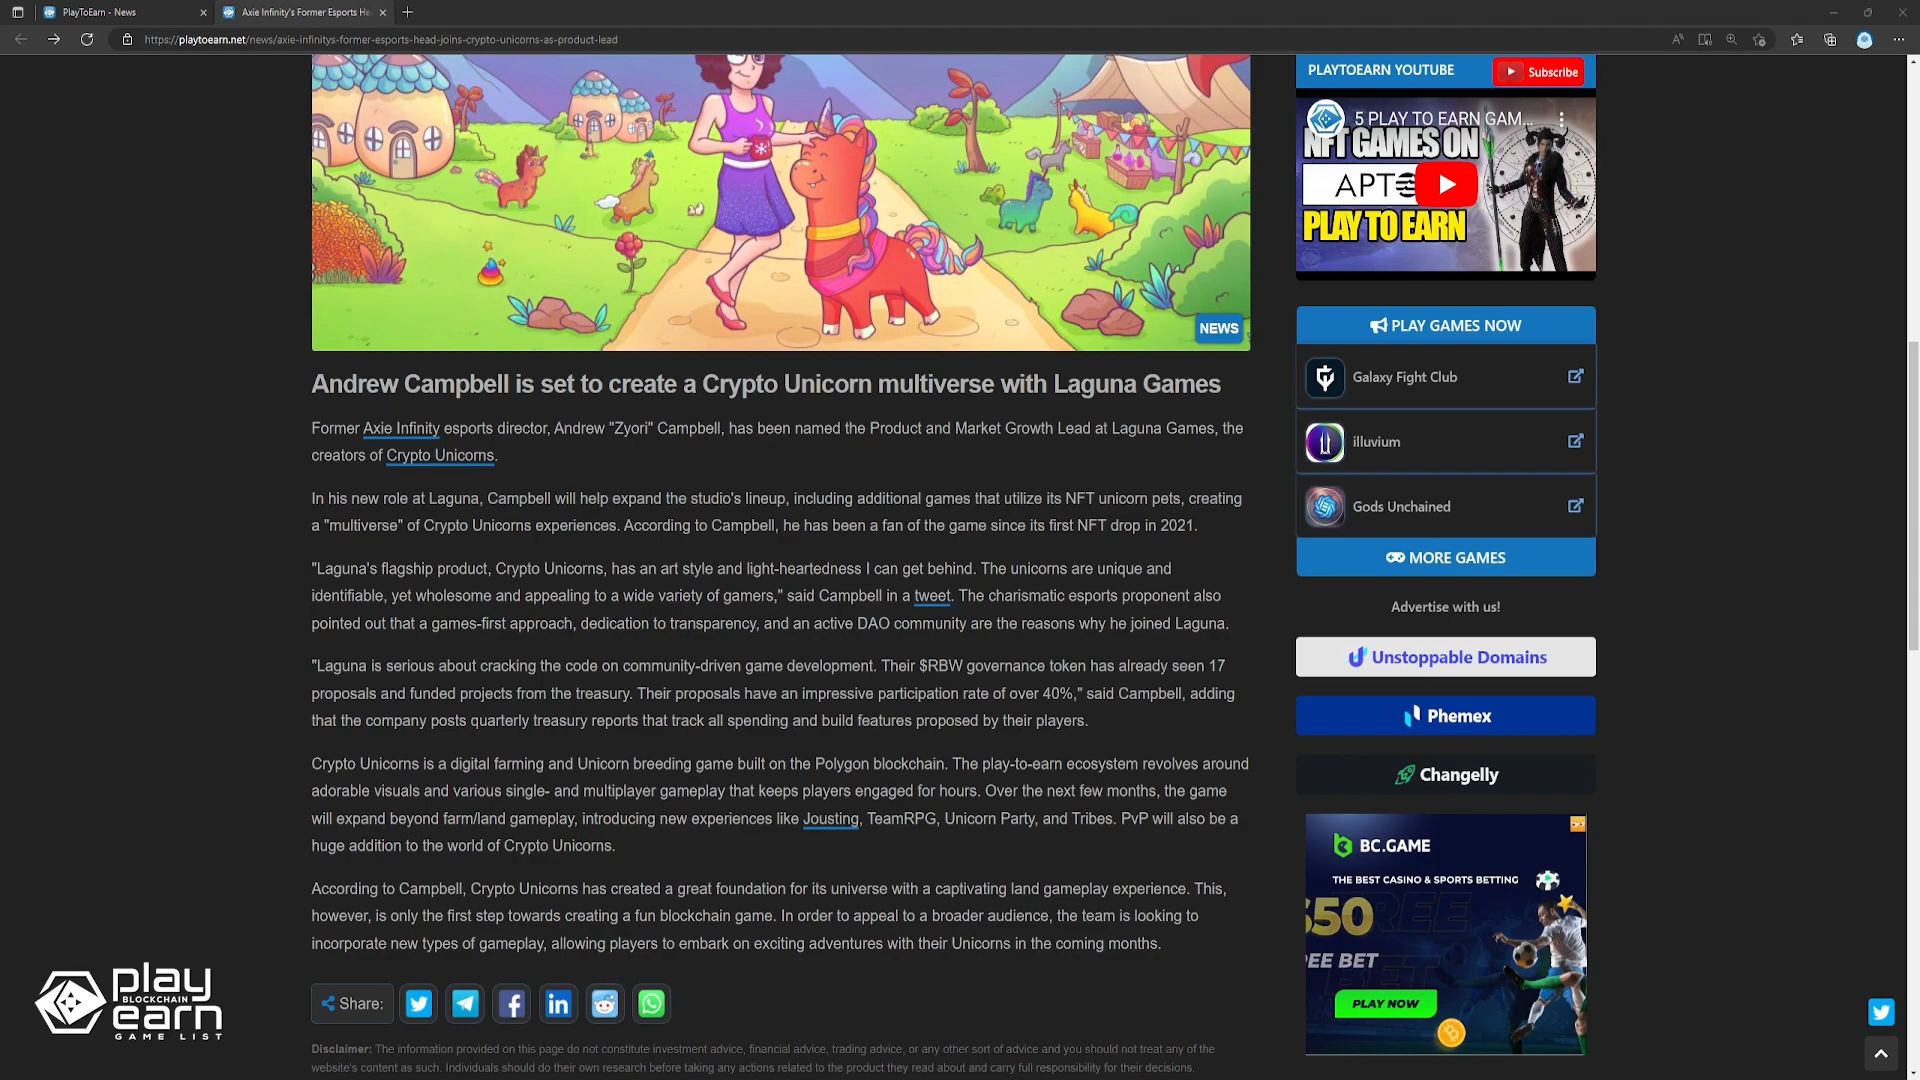 PlayToEarn - News
Axie Infinity's Former Esports He
https://playtoearn.net/news/axie-infinitys-former-esports-head-joins-crypto-unicorns-as-product-lead
NEWS
Andrew Campbell is set to create a Crypto Unicorn multiverse with Laguna Games
Former Axie Infinity esports director, Andrew "Zyori" Campbell, has been named the Product and Market Growth Lead at Laguna Games, the
creators of Crypto Unicorns.
In his new role at Laguna, Campbell will help expand the studio's lineup, including additional games that utilize its NFT unicorn pets, creating
a "multiverse" of Crypto Unicorns experiences. According to Campbell, he has been a fan of the game since its first NFT drop in 2021.
"Laguna's flagship product, Crypto Unicorns, has an art style and light-heartedness I can get behind. The unicorns are unique and
identifiable, yet wholesome and appealing to a wide variety of gamers," said Campbell in a tweet. The charismatic esports proponent also
pointed out that a games-first approach, dedication to transparency, and an active DAO community are the reasons why he joined Laguna.
"Laguna is serious about cracking the code on community-driven game development. Their $RBW governance token has already seen 17
proposals and funded projects from the treasury. Their proposals have an impressive participation rate of over 40%," said Campbell, adding
that the company posts quarterly treasury reports that track all spending and build features proposed by their players.
Crypto Unicorns is a digital farming and Unicorn breeding game built on the Polygon blockchain. The play-to-earn ecosystem revolves around
adorable visuals and various single- and multiplayer gameplay that keeps players engaged for hours. Over the next few months, the game
will expand beyond farm/land gameplay, introducing new experiences like Jousting, TeamRPG, Unicorn Party, and Tribes. PvP will also be a
huge addition to the world of Crypto Unicorns.
According to Campbell, Crypto Unicorns has created a great foundation for its universe with a captivating land gameplay experience. This,
however, is only the first step towards creating a fun blockchain game. In order to appeal to a broader audience, the team is looking to
incorporate new types of gameplay, allowing players to embark on exciting adventures with their Unicorns in the coming months.
Share:
Disclaimer: The information provided on this page do not constitute investment advice, financial advice, trading advice, or any other sort of advice and you should not treat any of the
website's content as such. Individuals should do their own research before taking any actions related to the product they read about and carry full responsibility for their decisions.
PLAYTOEARN YOUTUBE
Subscribe
5 PLAY TO EARN GAM...
NFT GAMES ON
APT
PLAY TO EARN
PLAY GAMES NOW
Galaxy Fight Club
illuvium
Gods Unchained
MORE GAMES
Advertise with us!
Unstoppable Domains
Phemex
Changelly
BC.GAME
THE BEST CASINO & SPORTS BETTING
$50 FREE
EE BET
BET
PLAY NOW
play
BLOCKCHAIN
earn
GAME LIST